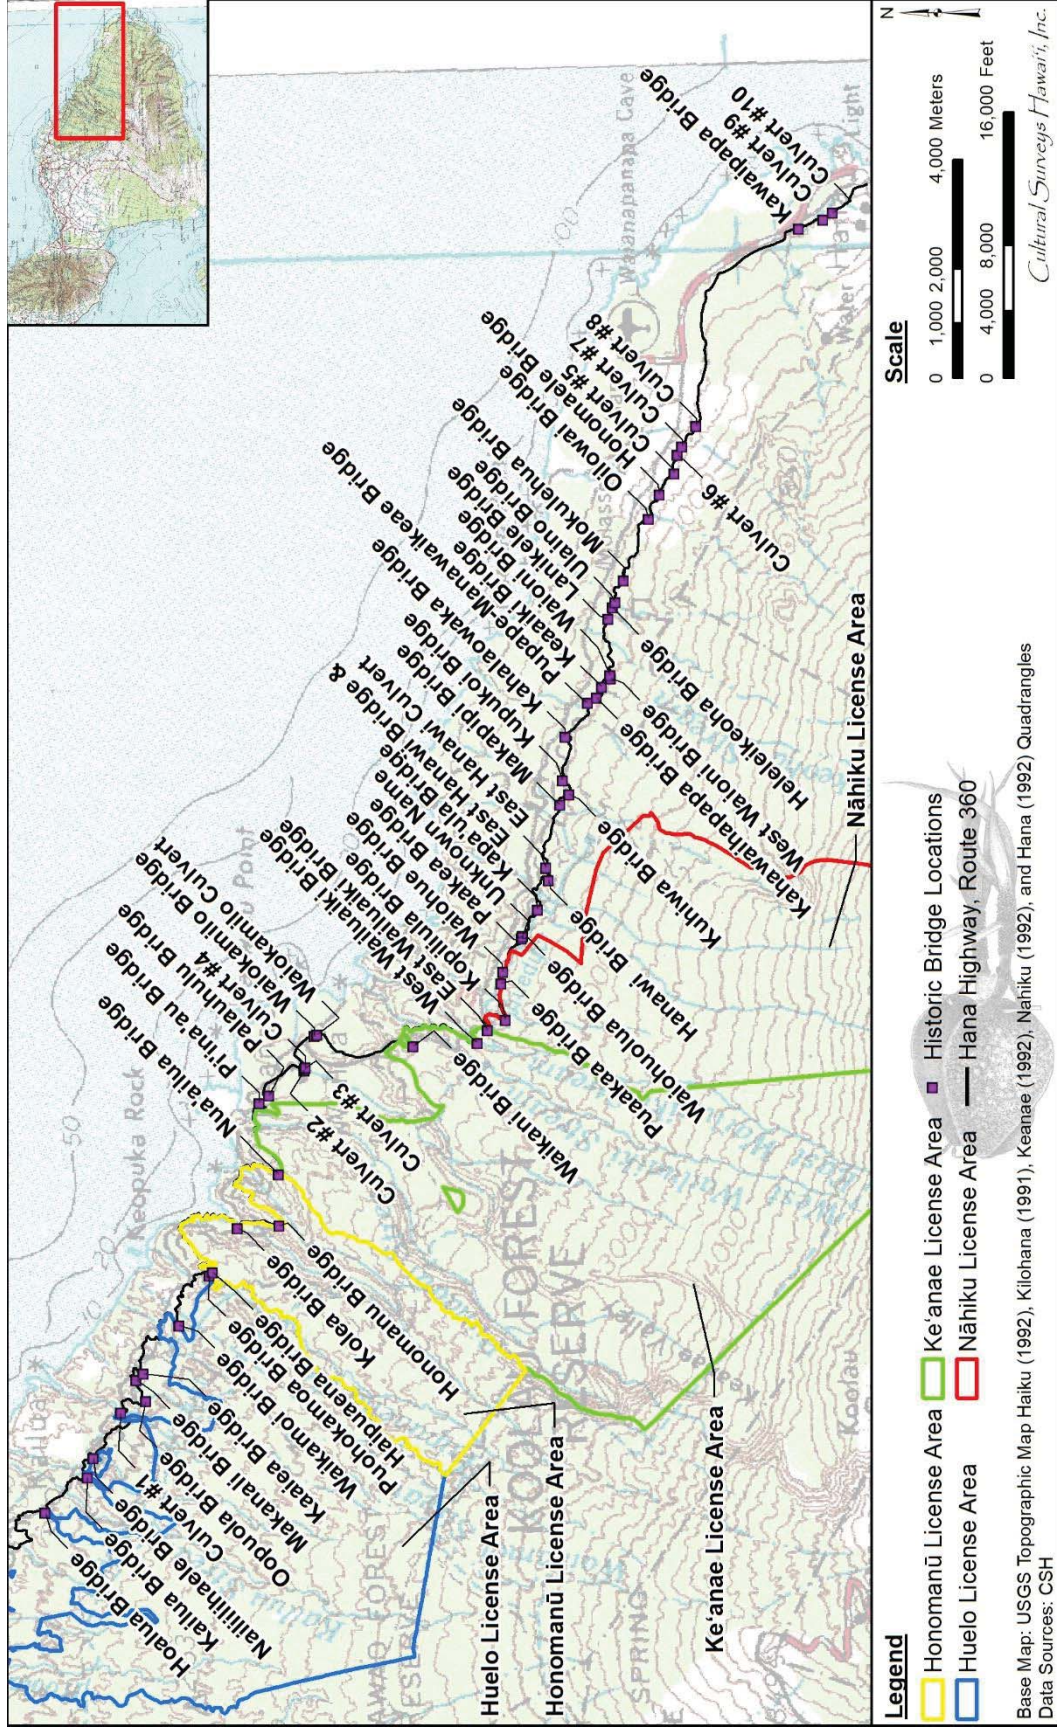 Hoalua Bridge
Kailua Bridge
Nailiilihaele Bridge
Culvert #1
Oopuola Bridge
Makanali Bridge
Kaaiea Bridge
Waikamoi Bridge
Puohokamoa Bridge
Haipuaena Bridge
Kolea Bridge
Honomanu Bridge
Nua'ailua Bridge
Pi'ina'au Bridge
Palauhulu Bridge
Culvert #2
Culvert #3
Culvert #4
Waiokamilo Bridge
Waiokamilo Culvert
Waikani Bridge
West Wailuaiki Bridge
East Wailuaiki Bridge
Kopiliula Bridge
Puaakaa Bridge
Waiohue Bridge
Waiohuolua Bridge
Paakea Bridge
Unknown Name
Kapa'ula Bridge
Hanawi Bridge
East Hanawi Bridge &
East Hanawi Culvert
Makapipi Bridge
Kuhiwa Bridge
Kupukoi Bridge
Kahalaowaka Bridge
Pupape-Manawaikeae Bridge
Kahawaihapapa Bridge
Keaaiki Bridge
Waioni Bridge
West Waioni Bridge
Lanikele Bridge
Heleleikeoha Bridge
Ulaino Bridge
Mokulehua Bridge
Oilowai Bridge
Honomaele Bridge
Culvert #5
Culvert #6
Culvert #7
Culvert #8
Kawaipapa Bridge
Culvert #9
Culvert #10
Huelo License Area
Honomanū License Area
Ke‘anae License Area
Nāhiku License Area
Keopuka Rock
Point
Waianapanapa Cave
Light
50
100
FOREST
RESERVE
SPRING
Legend
Honomanū License Area
Ke‘anae License Area
Historic Bridge Locations
Huelo License Area
Nāhiku License Area
Hana Highway, Route 360
Scale
N
0 1,000 2,000 4,000 Meters
0 4,000 8,000 16,000 Feet
Base Map: USGS Topographic Map Haiku (1992), Kilohana (1991), Keanae (1992), Nahiku (1992), and Hana (1992) Quadrangles
Data Sources: CSH
Cultural Surveys Hawai‘i, Inc.